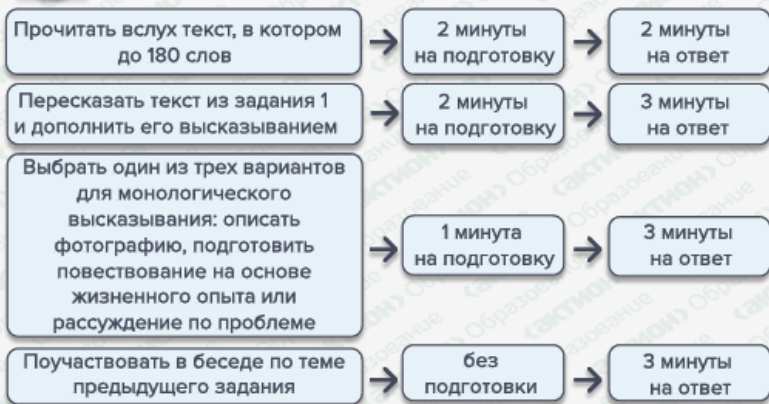 Прочитать вслух текст, в котором
до 180 слов
2 минуты
на подготовку
2 минуты
на ответ
Пересказать текст из задания 1
и дополнить его высказыванием
2 минуты
на подготовку
3 минуты
на ответ
Выбрать один из трех вариантов
для монологического
высказывания: описать
фотографию, подготовить
повествование на основе
жизненного опыта или
рассуждение по проблеме
1 минута
на подготовку
3 минуты
на ответ
Поучаствовать в беседе по теме
предыдущего задания
без
подготовки
3 минуты
на ответ